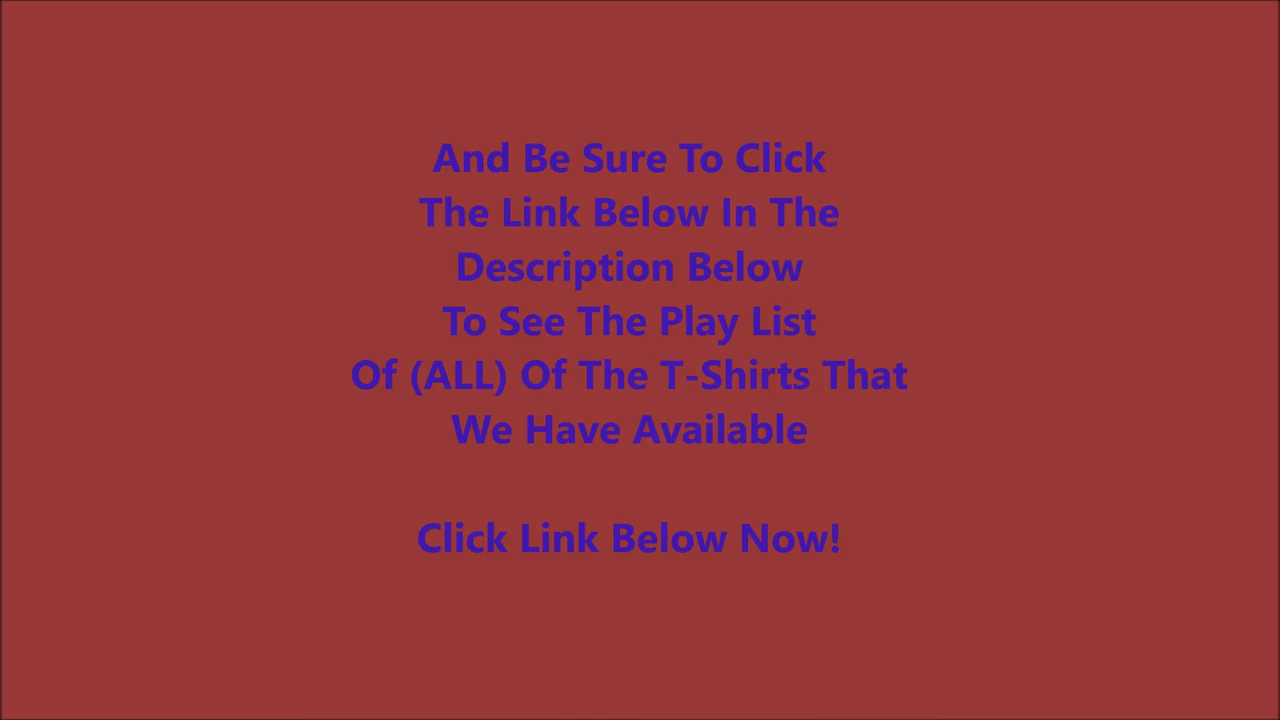 And Be Sure To Click
The Link Below In The
Description Below
To See The Play List
Of (ALL) Of The T-Shirts That
We Have Available
Click Link Below Now!